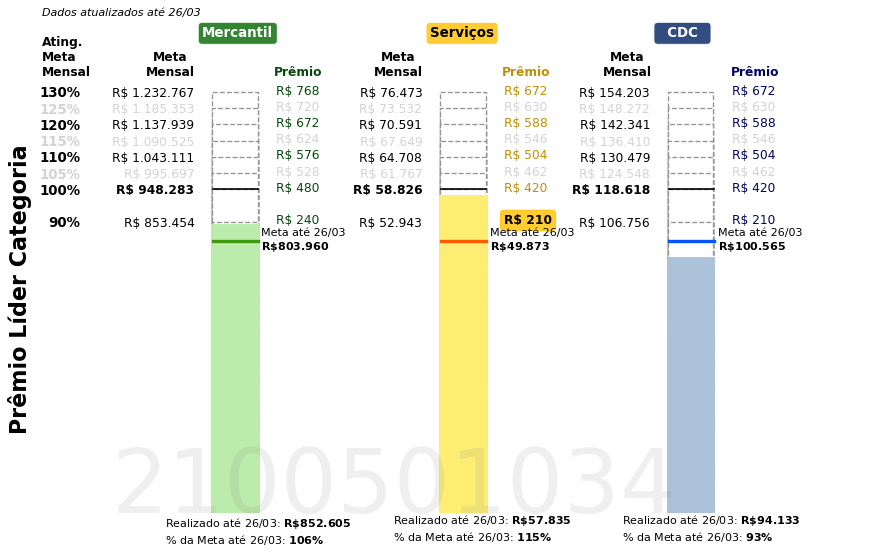 Dados atualizados até 26/03
Mercantil Serviços CDC
Ating.
Meta
Mensal
Meta
Mensal Prêmio
Meta
Mensal Prêmio
Meta
Mensal Prêmio
130% R$ 1.232.767 R$ 768 R$ 76.473 R$ 672 R$ 154.203 R$ 672
125% R$ 1.185.353 R$ 720 R$ 73.532 R$ 630 R$ 148.272 R$ 630
120% R$ 1.137.939 R$ 672 R$ 70.591 R$ 588 R$ 142.341 R$ 588
115% R$ 1.090.525 R$ 624 R$ 67.649 R$ 546 R$ 136.410 R$ 546
110% R$ 1.043.111 R$ 576 R$ 64.708 R$ 504 R$ 130.479 R$ 504
105% R$ 995.697 R$ 528 R$ 61.767 R$ 462 R$ 124.548 R$ 462
100% R$ 948.283 R$ 480 R$ 58.826 R$ 420 R$ 118.618 R$ 420
90% R$ 853.454 R$ 240 R$ 52.943 R$ 210 R$ 106.756 R$ 210
Meta até 26/03
R$803.960
Meta até 26/03
R$49.873
Meta até 26/03
R$100.565
Prêmio Líder Categoria
2100501034
Realizado até 26/03: R$852.605
% da Meta até 26/03: 106%
Realizado até 26/03: R$57.835
% da Meta até 26/03: 115%
Realizado até 26/03: R$94.133
% da Meta até 26/03: 93%